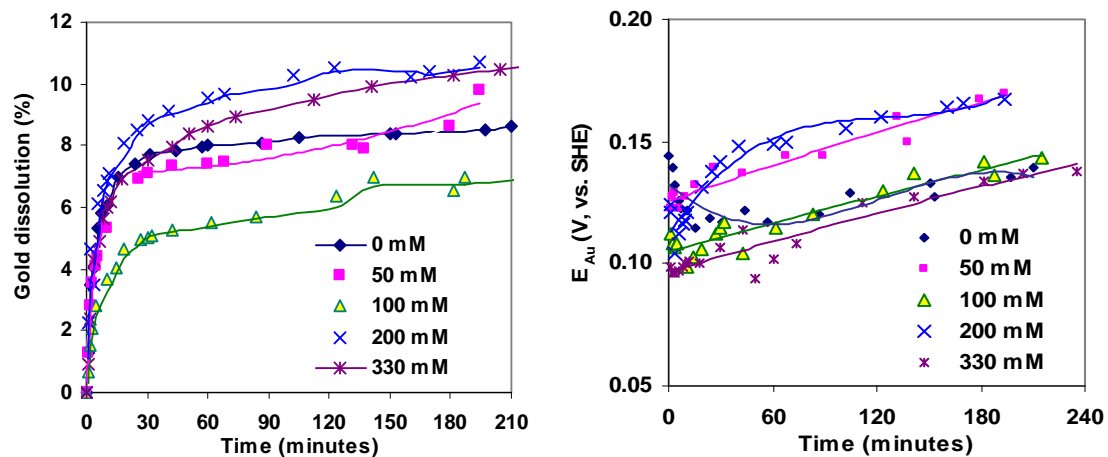 12
10
8
6
4
2
0
Gold dissolution (%)
0 mM
50 mM
100 mM
200 mM
330 mM
0 30 60 90 120 150 180 210
Time (minutes)
0.20
0.15
0.10
0.05
E_Au (V, vs. SHE)
0 mM
50 mM
100 mM
200 mM
330 mM
0 60 120 180 240
Time (minutes)